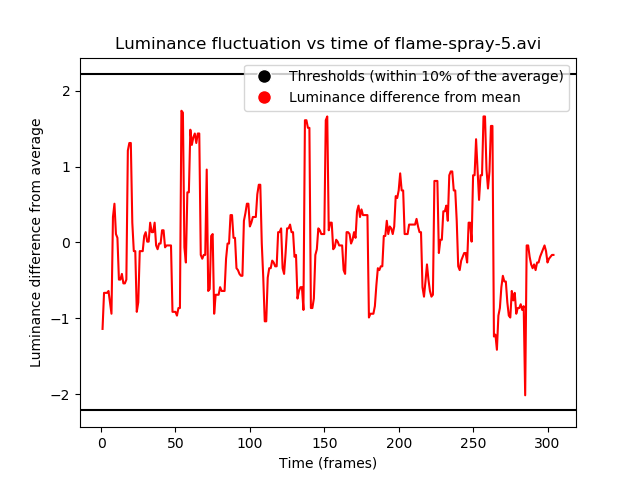 Luminance fluctuation vs time of flame-spray-5.avi
Thresholds (within 10% of the average)
Luminance difference from mean
Luminance difference from average
2
1
0
−1
−2
0 50 100 150 200 250 300
Time (frames)